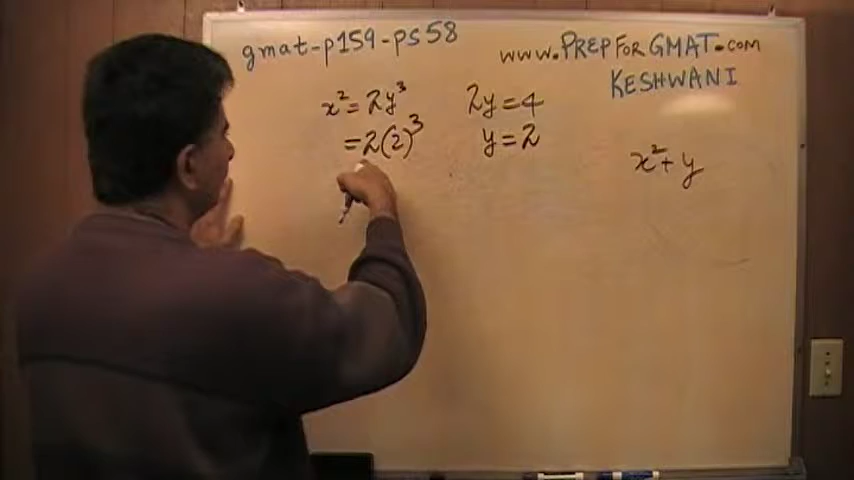 gmat-p159-ps58
www.PREPFORGMAT.com
KESHWANI
x² = 2y³
= 2(2)³
2y = 4
y = 2
x² + y